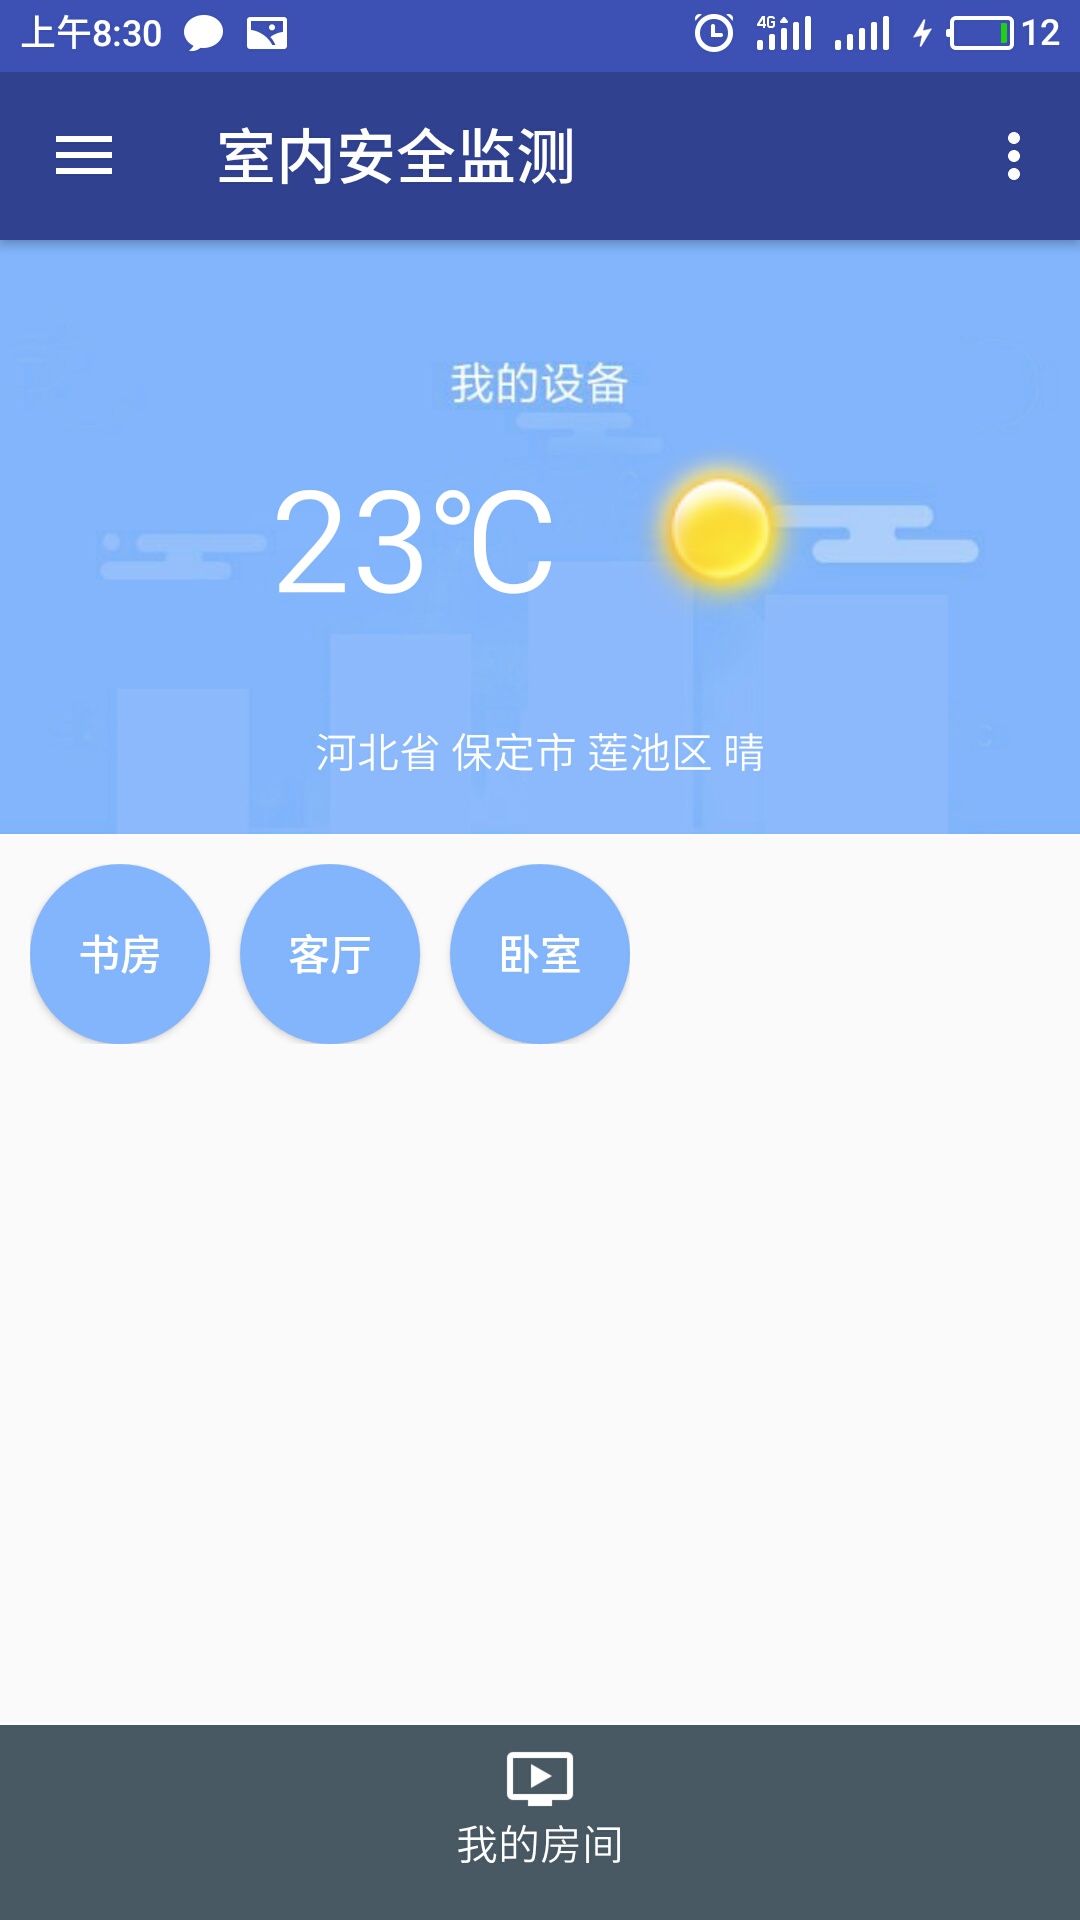 上午8:30 4G 12
室内安全监测
我的设备
23℃
河北省 保定市 莲池区 晴
书房 客厅 卧室
我的房间